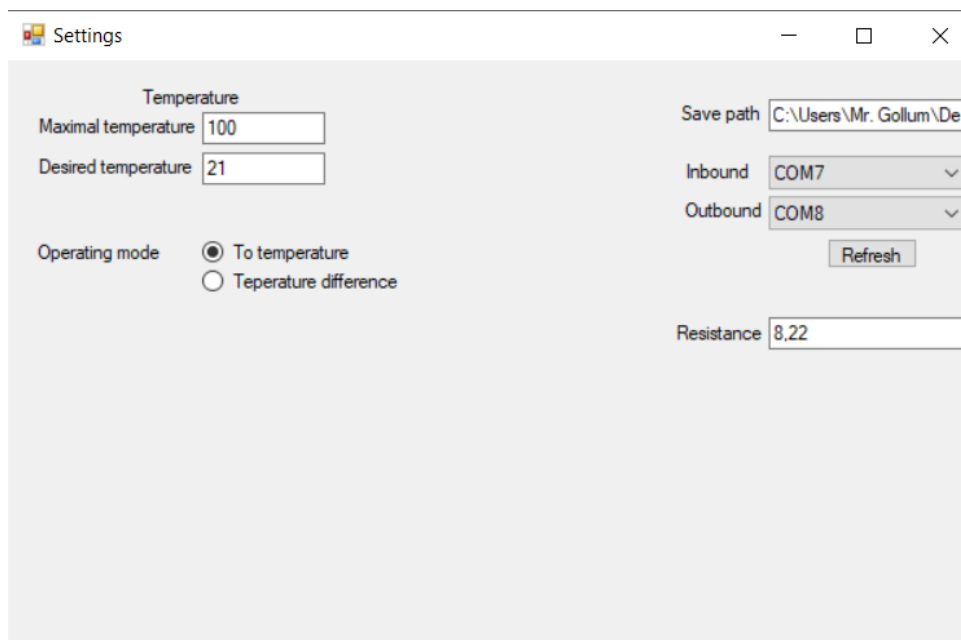 Settings
Temperature
Maximal temperature 100
Desired temperature 21
Operating mode To temperature
Teperature difference
Save path C:\Users\Mr. Gollum\De
Inbound COM7
Outbound COM8
Refresh
Resistance 8,22